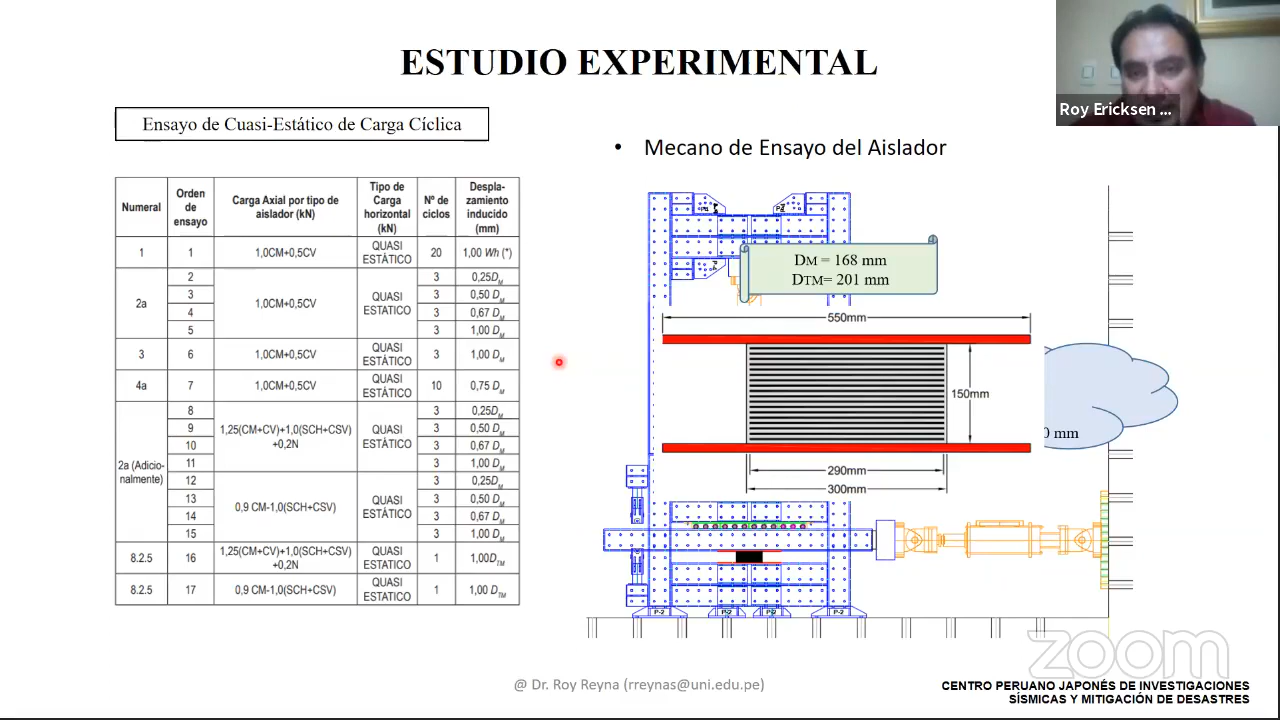 ESTUDIO EXPERIMENTAL
Roy Ericksen ...
Ensayo de Cuasi-Estático de Carga Cíclica
• Mecano de Ensayo del Aislador
Numeral
Orden de ensayo
Carga Axial por tipo de aislador (kN)
Tipo de Carga horizontal (kN)
Nº de ciclos
Despla-zamiento inducido (mm)
1 1 1,0CM+0,5CV QUASI ESTÁTICO 20 1,00 Wh (*)
2a 2 1,0CM+0,5CV QUASI ESTATICO 3 0,25DM
3 3 0,50 DM
4 3 0,67 DM
5 3 1,00 DM
3 6 1,0CM+0,5CV QUASI ESTÁTICO 3 1,00 DM
4a 7 1,0CM+0,5CV QUASI ESTÁTICO 10 0,75 DM
2a (Adicio-nalmente) 8 1,25(CM+CV)+1,0(SCH+CSV) +0,2N QUASI ESTÁTICO 3 0,25DM
9 3 0,50 DM
10 3 0,67 DM
11 3 1,00 DM
12 0,9 CM-1,0(SCH+CSV) QUASI ESTÁTICO 3 0,25DM
13 3 0,50 DM
14 3 0,67 DM
15 3 1,00 DM
8.2.5 16 1,25(CM+CV)+1,0(SCH+CSV) +0,2N QUASI ESTATICO 1 1,00DTM
8.2.5 17 0,9 CM-1,0(SCH+CSV) QUASI ESTATICO 1 1,00 DTM
DM = 168 mm
DTM= 201 mm
550mm
150mm
0 mm
290mm
300mm
P-2 P-2 P-2 P-2
zoom
@ Dr. Roy Reyna (rreynas@uni.edu.pe)
CENTRO PERUANO JAPONÉS DE INVESTIGACIONES
SÍSMICAS Y MITIGACIÓN DE DESASTRES